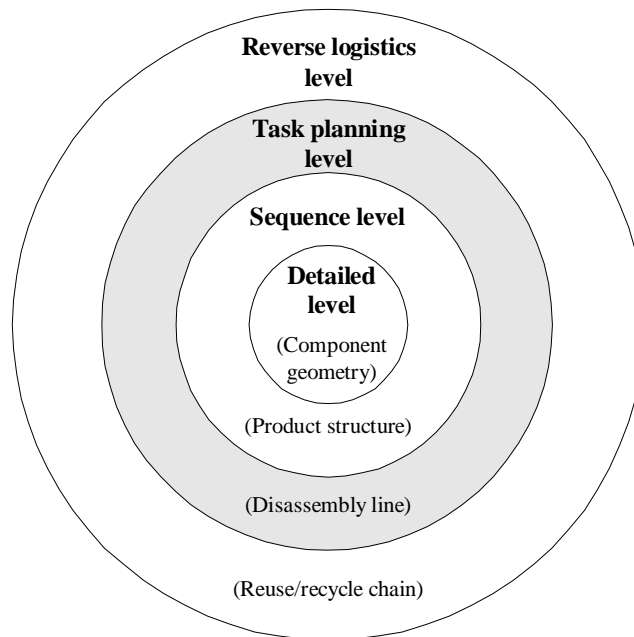 Reverse logistics
level
Task planning
level
Sequence level
Detailed
level
(Component
geometry)
(Product structure)
(Disassembly line)
(Reuse/recycle chain)